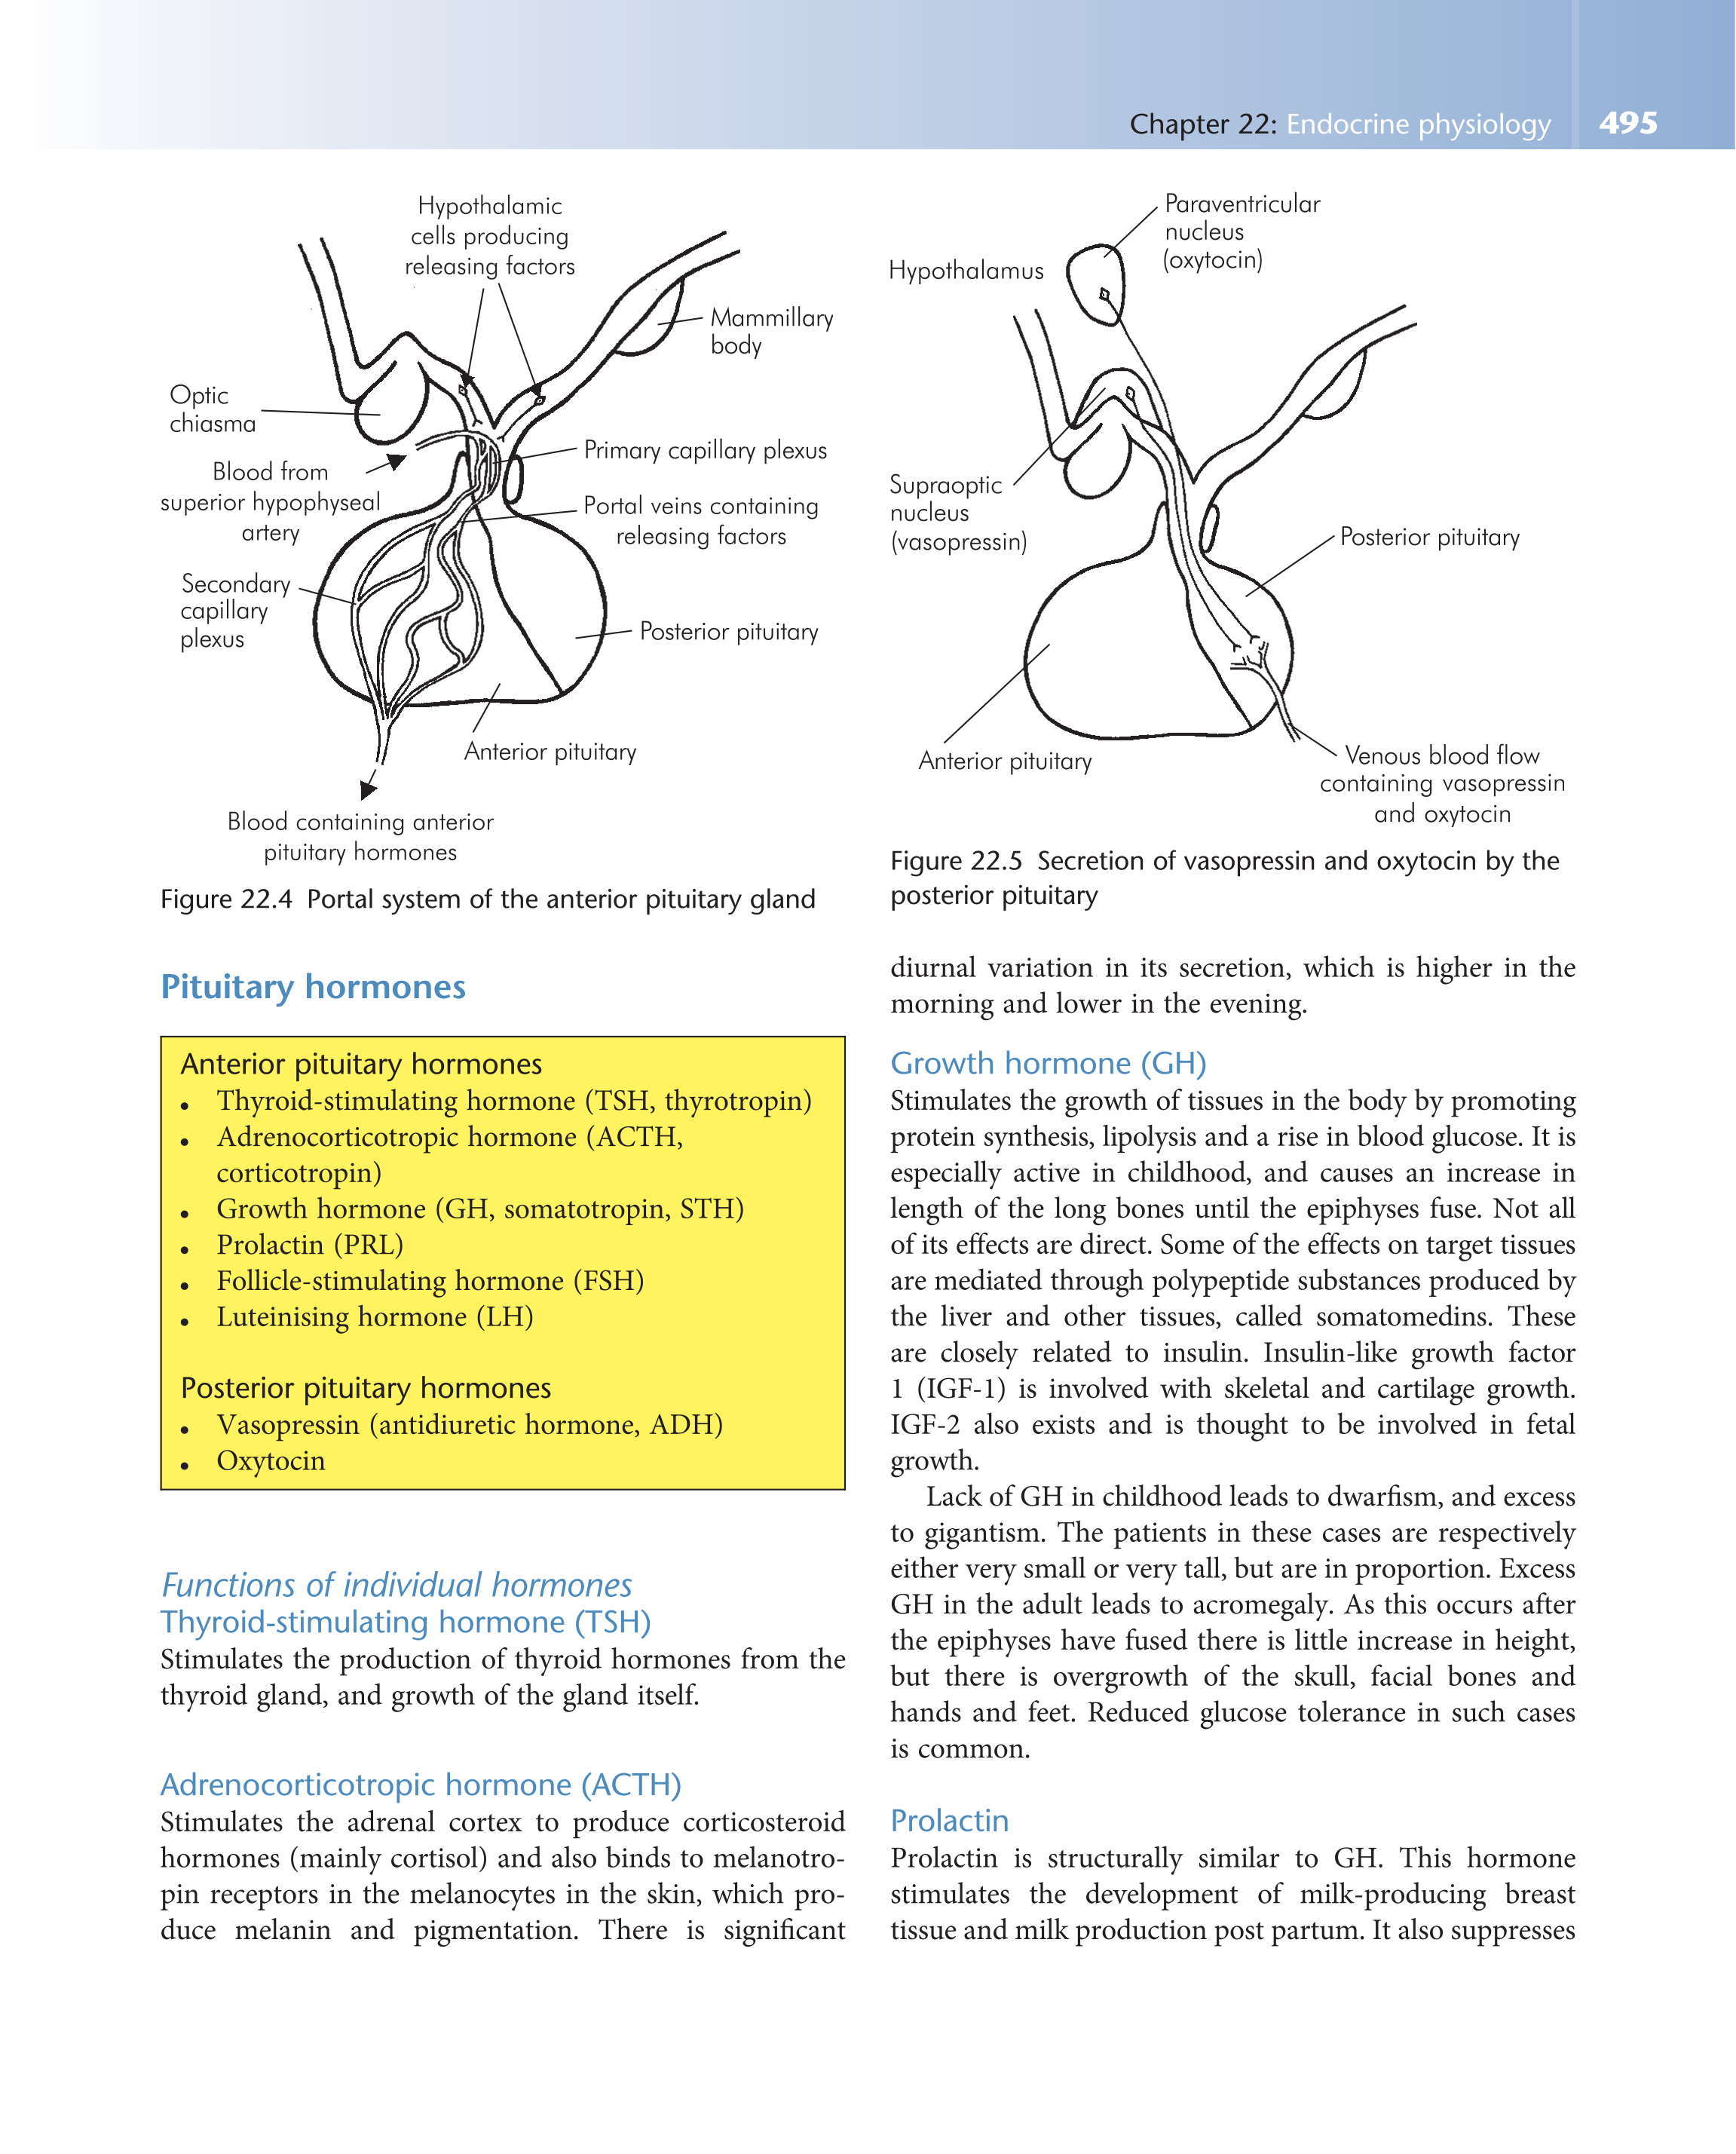 Chapter 22: Endocrine physiology 495
Hypothalamic
cells producing
releasing factors
Mammillary
body
Optic
chiasma
Blood from
superior hypophyseal
artery
Primary capillary plexus
Portal veins containing
releasing factors
Secondary
capillary
plexus
Posterior pituitary
Anterior pituitary
Blood containing anterior
pituitary hormones
Figure 22.4 Portal system of the anterior pituitary gland
Pituitary hormones
Anterior pituitary hormones
• Thyroid-stimulating hormone (TSH, thyrotropin)
• Adrenocorticotropic hormone (ACTH,
corticotropin)
• Growth hormone (GH, somatotropin, STH)
• Prolactin (PRL)
• Follicle-stimulating hormone (FSH)
• Luteinising hormone (LH)
Posterior pituitary hormones
• Vasopressin (antidiuretic hormone, ADH)
• Oxytocin
Functions of individual hormones
Thyroid-stimulating hormone (TSH)
Stimulates the production of thyroid hormones from the
thyroid gland, and growth of the gland itself.
Adrenocorticotropic hormone (ACTH)
Stimulates the adrenal cortex to produce corticosteroid
hormones (mainly cortisol) and also binds to melanotro-
pin receptors in the melanocytes in the skin, which pro-
duce melanin and pigmentation. There is significant
Paraventricular
nucleus
(oxytocin)
Hypothalamus
Supraoptic
nucleus
(vasopressin)
Posterior pituitary
Anterior pituitary
Venous blood flow
containing vasopressin
and oxytocin
Figure 22.5 Secretion of vasopressin and oxytocin by the
posterior pituitary
diurnal variation in its secretion, which is higher in the
morning and lower in the evening.
Growth hormone (GH)
Stimulates the growth of tissues in the body by promoting
protein synthesis, lipolysis and a rise in blood glucose. It is
especially active in childhood, and causes an increase in
length of the long bones until the epiphyses fuse. Not all
of its effects are direct. Some of the effects on target tissues
are mediated through polypeptide substances produced by
the liver and other tissues, called somatomedins. These
are closely related to insulin. Insulin-like growth factor
1 (IGF-1) is involved with skeletal and cartilage growth.
IGF-2 also exists and is thought to be involved in fetal
growth.
Lack of GH in childhood leads to dwarfism, and excess
to gigantism. The patients in these cases are respectively
either very small or very tall, but are in proportion. Excess
GH in the adult leads to acromegaly. As this occurs after
the epiphyses have fused there is little increase in height,
but there is overgrowth of the skull, facial bones and
hands and feet. Reduced glucose tolerance in such cases
is common.
Prolactin
Prolactin is structurally similar to GH. This hormone
stimulates the development of milk-producing breast
tissue and milk production post partum. It also suppresses